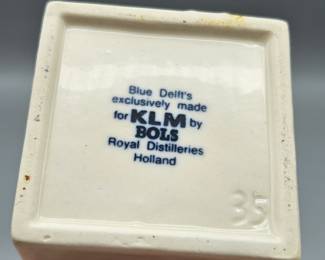 Blue Delft's
exclusively made
for KLM by
BOLS
Royal Distilleries
Holland
35